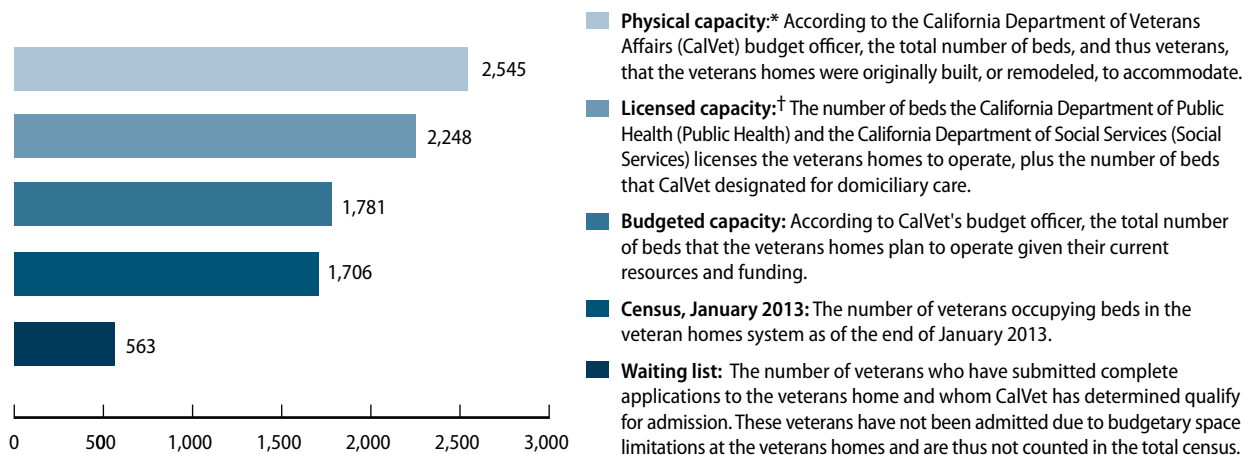 2,545
2,248
1,781
1,706
563
0 500 1,000 1,500 2,000 2,500 3,000
Physical capacity:* According to the California Department of Veterans
Affairs (CalVet) budget officer, the total number of beds, and thus veterans,
that the veterans homes were originally built, or remodeled, to accommodate.
Licensed capacity:† The number of beds the California Department of Public
Health (Public Health) and the California Department of Social Services (Social
Services) licenses the veterans homes to operate, plus the number of beds
that CalVet designated for domiciliary care.
Budgeted capacity: According to CalVet's budget officer, the total number
of beds that the veterans homes plan to operate given their current
resources and funding.
Census, January 2013: The number of veterans occupying beds in the
veteran homes system as of the end of January 2013.
Waiting list: The number of veterans who have submitted complete
applications to the veterans home and whom CalVet has determined qualify
for admission. These veterans have not been admitted due to budgetary space
limitations at the veterans homes and are thus not counted in the total census.